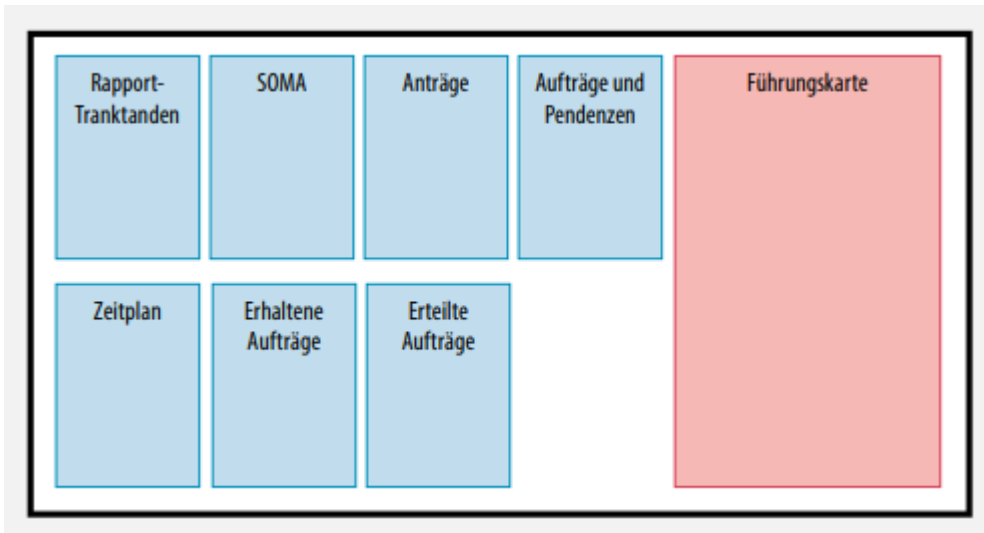 Rapport-
Tranktanden
SOMA
Anträge
Aufträge und
Pendenzen
Führungskarte
Zeitplan
Erhaltene
Aufträge
Erteilte
Aufträge